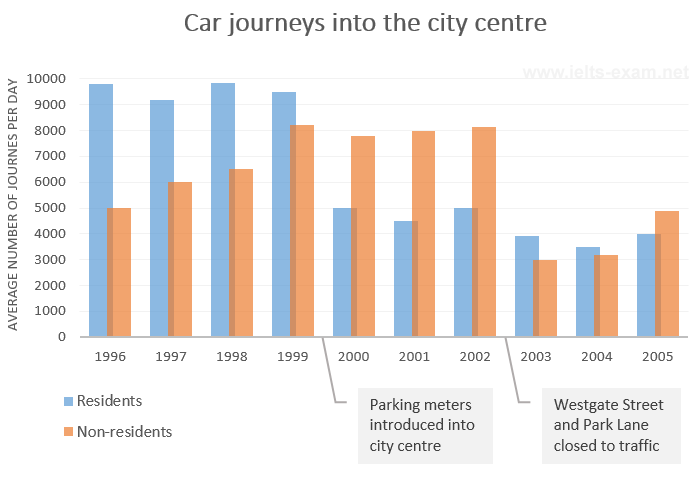 Car journeys into the city centre
www.ielts-exam.net
AVERAGE NUMBER OF JOURNES PER DAY
10000
9000
8000
7000
6000
5000
4000
3000
2000
1000
0
1996 1997 1998 1999 2000 2001 2002 2003 2004 2005
Residents
Non-residents
Parking meters
introduced into
city centre
Westgate Street
and Park Lane
closed to traffic